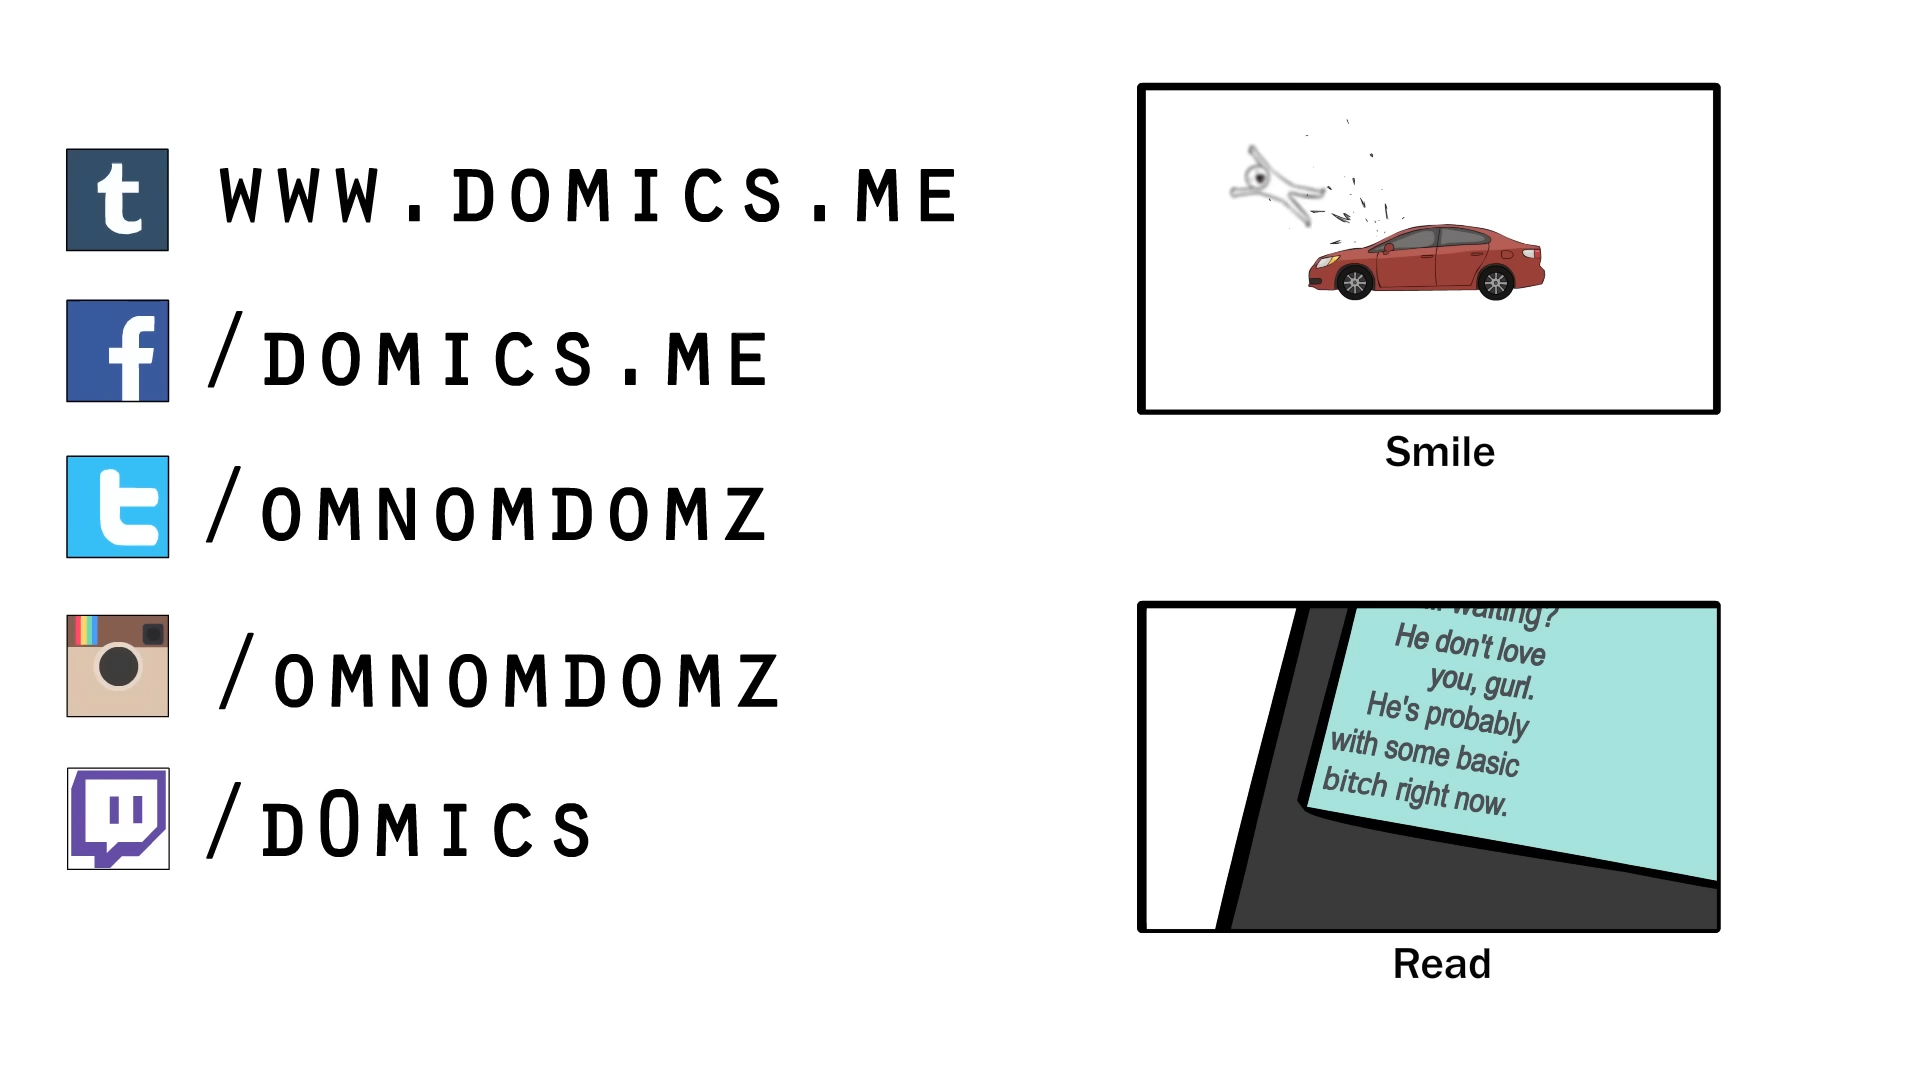 WWW.DOMICS.ME
/DOMICS.ME
/OMNOMDOMZ
/OMNOMDOMZ
/D0MICS
Smile
waiting?
He don't love
you, gurl.
He's probably
with some basic
bitch right now.
Read